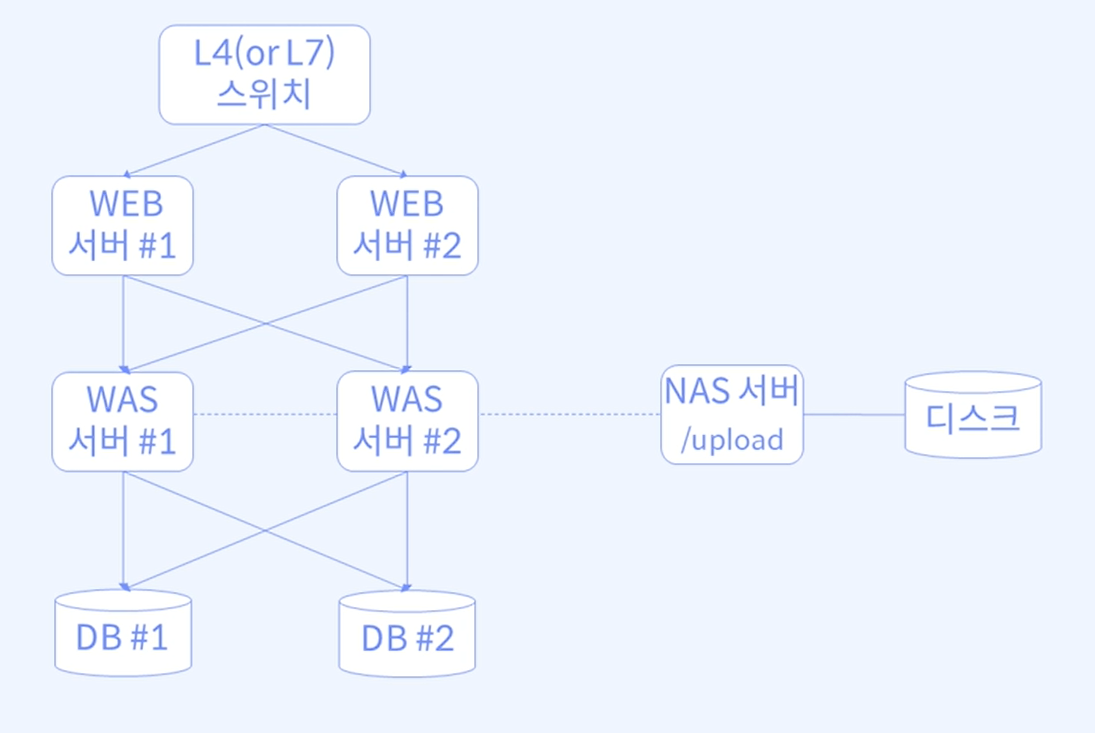 L4(or L7)
스위치
WEB
서버 #1
WEB
서버 #2
WAS
서버 #1
WAS
서버 #2
NAS 서버
/upload
디스크
DB #1
DB #2